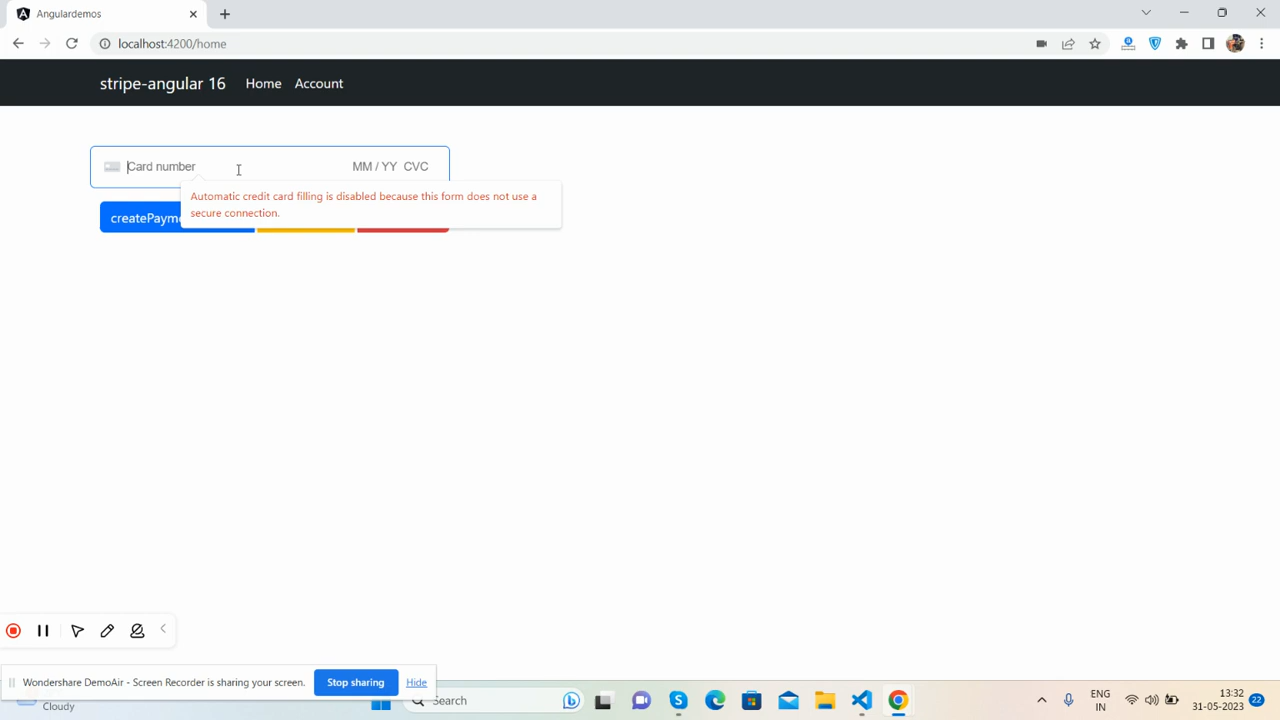 Angulardemos
localhost:4200/home
stripe-angular 16 Home Account
Card number MM / YY CVC
Automatic credit card filling is disabled because this form does not use a
secure connection.
createPayme
Wondershare DemoAir - Screen Recorder is sharing your screen. Stop sharing Hide
Cloudy
Search
ENG
IN
13:32
31-05-2023
22